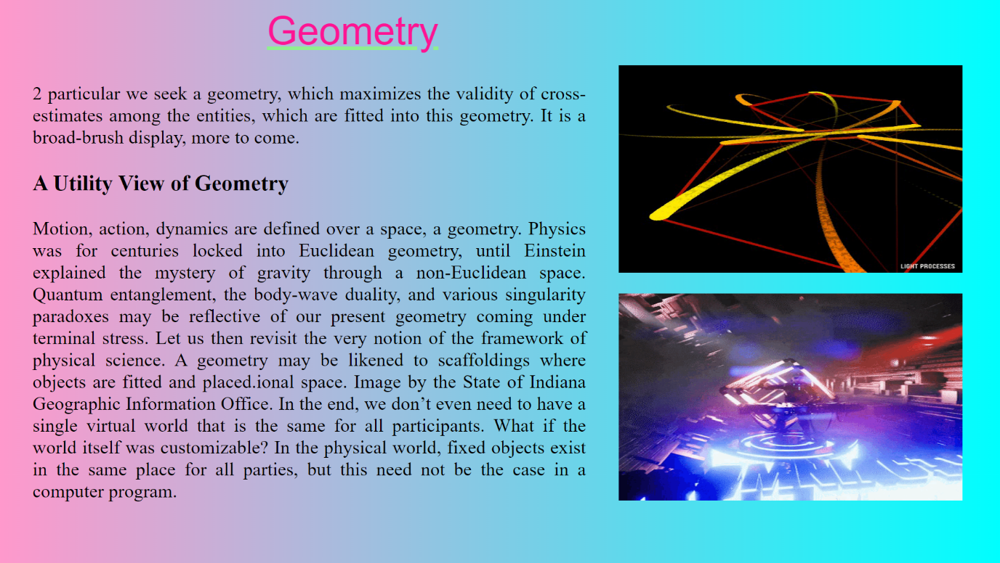 Geometry
2 particular we seek a geometry, which maximizes the validity of cross-
estimates among the entities, which are fitted into this geometry. It is a
broad-brush display, more to come.
A Utility View of Geometry
Motion, action, dynamics are defined over a space, a geometry. Physics
was for centuries locked into Euclidean geometry, until Einstein
explained the mystery of gravity through a non-Euclidean space.
Quantum entanglement, the body-wave duality, and various singularity
paradoxes may be reflective of our present geometry coming under
terminal stress. Let us then revisit the very notion of the framework of
physical science. A geometry may be likened to scaffoldings where
objects are fitted and placed.ional space. Image by the State of Indiana
Geographic Information Office. In the end, we don’t even need to have a
single virtual world that is the same for all participants. What if the
world itself was customizable? In the physical world, fixed objects exist
in the same place for all parties, but this need not be the case in a
computer program.
LIGHT PROCESSES